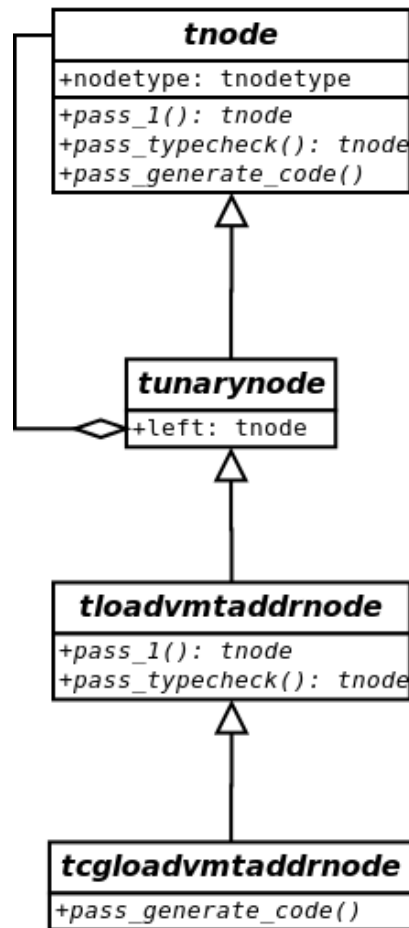 tnode
+nodetype: tnodetype
+pass_1(): tnode
+pass_typecheck(): tnode
+pass_generate_code()
tunarynode
+left: tnode
tloadvmtaddrnode
+pass_1(): tnode
+pass_typecheck(): tnode
tcgloadvmtaddrnode
+pass_generate_code()